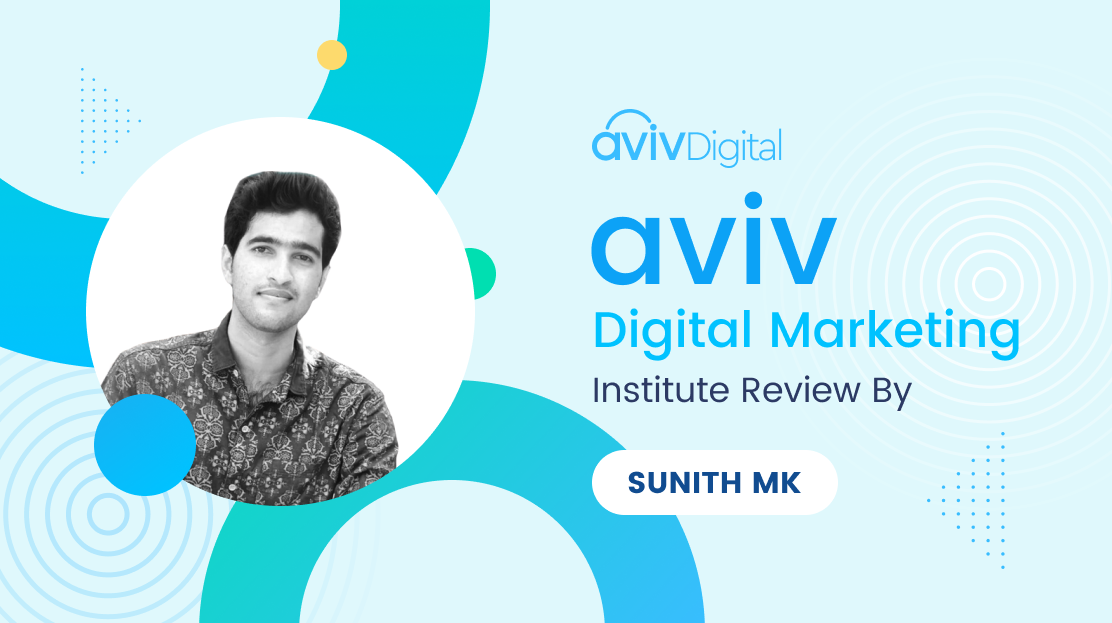 avivDigital
aviv
Digital Marketing
Institute Review By
SUNITH MK